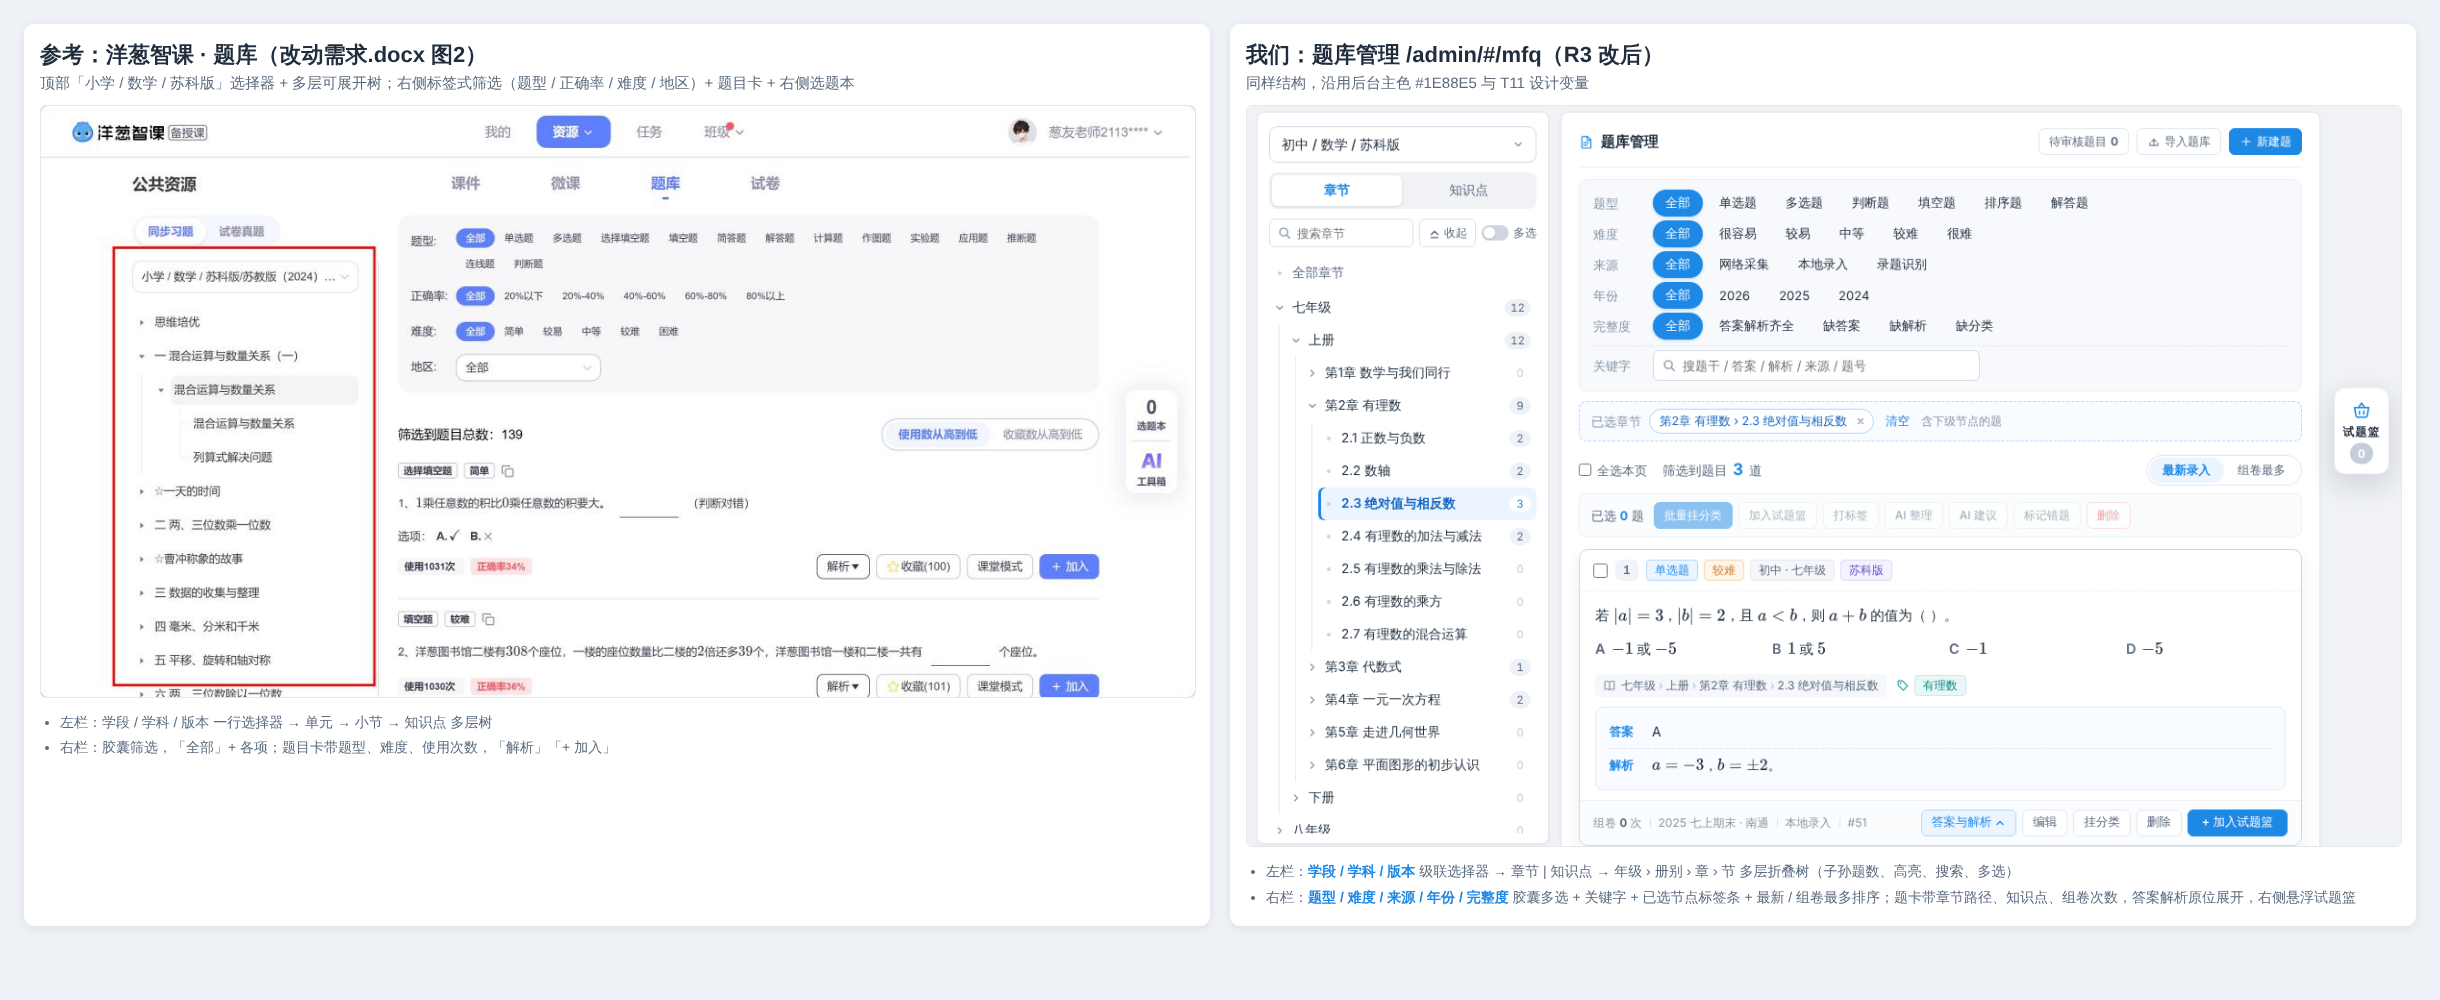 参考：洋葱智课 · 题库（改动需求.docx 图2）
顶部「小学 / 数学 / 苏科版」选择器 + 多层可展开树；右侧标签式筛选（题型 / 正确率 / 难度 / 地区）+ 题目卡 + 右侧选题本
洋葱智课 备授课
我的 资源 任务 班级 葱友老师2113****
公共资源
课件 微课 题库 试卷
同步习题 试卷真题
小学 / 数学 / 苏科版/苏教版（2024）...
思维培优
一 混合运算与数量关系（一）
混合运算与数量关系
混合运算与数量关系
列算式解决问题
☆一天的时间
二 两、三位数乘一位数
☆曹冲称象的故事
三 数据的收集与整理
四 毫米、分米和千米
五 平移、旋转和轴对称
六 两、三位数除以一位数
题型: 全部 单选题 多选题 选择填空题 填空题 简答题 解答题 计算题 作图题 实验题 应用题 推断题
连线题 判断题
正确率: 全部 20%以下 20%-40% 40%-60% 60%-80% 80%以上
难度: 全部 简单 较易 中等 较难 困难
地区: 全部
筛选到题目总数：139
使用数从高到低 收藏数从高到低
选择填空题 简单
1、1乘任意数的积比0乘任意数的积要大。 ______ （判断对错）
选项： A.✓ B.×
使用1031次 正确率34% 解析▾ 收藏(100) 课堂模式 + 加入
填空题 较难
2、洋葱图书馆二楼有308个座位，一楼的座位数量比二楼的2倍还多39个，洋葱图书馆一楼和二楼一共有 ______ 个座位。
使用1030次 正确率36% 解析▾ 收藏(101) 课堂模式 + 加入
0
选题本
AI
工具箱
• 左栏：学段 / 学科 / 版本 一行选择器 → 单元 → 小节 → 知识点 多层树
• 右栏：胶囊筛选，「全部」+ 各项；题目卡带题型、难度、使用次数，「解析」「+ 加入」
我们：题库管理 /admin/#/mfq（R3 改后）
同样结构，沿用后台主色 #1E88E5 与 T11 设计变量
初中 / 数学 / 苏科版
章节 知识点
搜索章节 收起 多选
全部章节
七年级 12
上册 12
第1章 数学与我们同行 0
第2章 有理数 9
2.1 正数与负数 2
2.2 数轴 2
2.3 绝对值与相反数 3
2.4 有理数的加法与减法 2
2.5 有理数的乘法与除法 0
2.6 有理数的乘方 0
2.7 有理数的混合运算 0
第3章 代数式 1
第4章 一元一次方程 2
第5章 走进几何世界 0
第6章 平面图形的初步认识 0
下册 0
八年级 0
题库管理
待审核题目 0 导入题库 + 新建题
题型 全部 单选题 多选题 判断题 填空题 排序题 解答题
难度 全部 很容易 较易 中等 较难 很难
来源 全部 网络采集 本地录入 录题识别
年份 全部 2026 2025 2024
完整度 全部 答案解析齐全 缺答案 缺解析 缺分类
关键字 搜题干 / 答案 / 解析 / 来源 / 题号
已选章节 第2章 有理数 › 2.3 绝对值与相反数 × 清空 含下级节点的题
全选本页 筛选到题目 3 道 最新录入 组卷最多
已选 0 题 批量挂分类 加入试题篮 打标签 AI 整理 AI 建议 标记错题 删除
1 单选题 较难 初中 · 七年级 苏科版
若 |a| = 3，|b| = 2，且 a < b，则 a + b 的值为（ ）。
A −1 或 −5 B 1 或 5 C −1 D −5
七年级 › 上册 › 第2章 有理数 › 2.3 绝对值与相反数 有理数
答案 A
解析 a = −3，b = ±2。
组卷 0 次 2025 七上期末 · 南通 本地录入 #51 答案与解析 编辑 挂分类 删除 + 加入试题篮
试题篮
0
• 左栏：学段 / 学科 / 版本 级联选择器 → 章节 | 知识点 → 年级 › 册别 › 章 › 节 多层折叠树（子孙题数、高亮、搜索、多选）
• 右栏：题型 / 难度 / 来源 / 年份 / 完整度 胶囊多选 + 关键字 + 已选节点标签条 + 最新 / 组卷最多排序；题卡带章节路径、知识点、组卷次数，答案解析原位展开，右侧悬浮试题篮